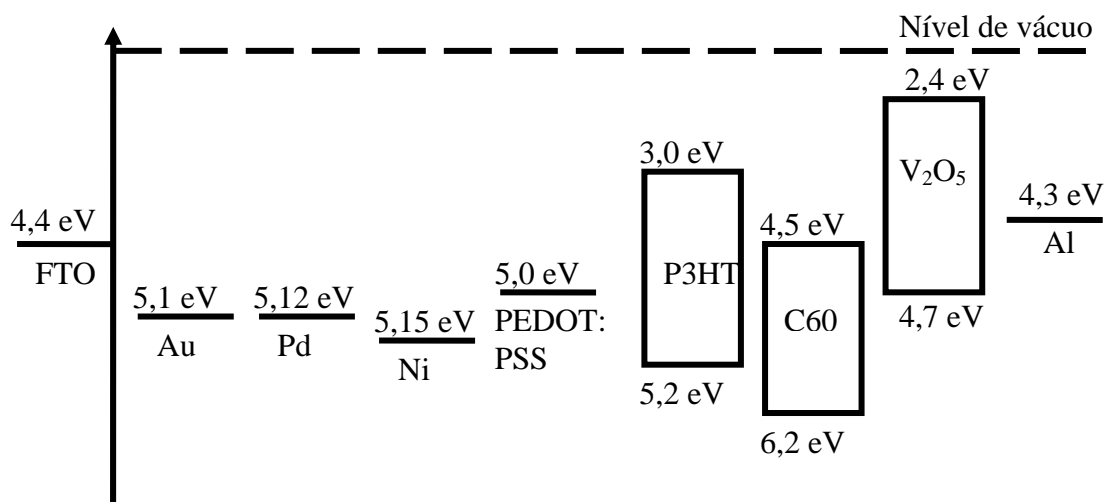 Nível de vácuo
2,4 eV
V₂O₅
4,7 eV
3,0 eV
P3HT
5,2 eV
4,3 eV
Al
4,4 eV
FTO
4,5 eV
C60
6,2 eV
5,0 eV
PEDOT:
PSS
5,1 eV
Au
5,12 eV
Pd
5,15 eV
Ni